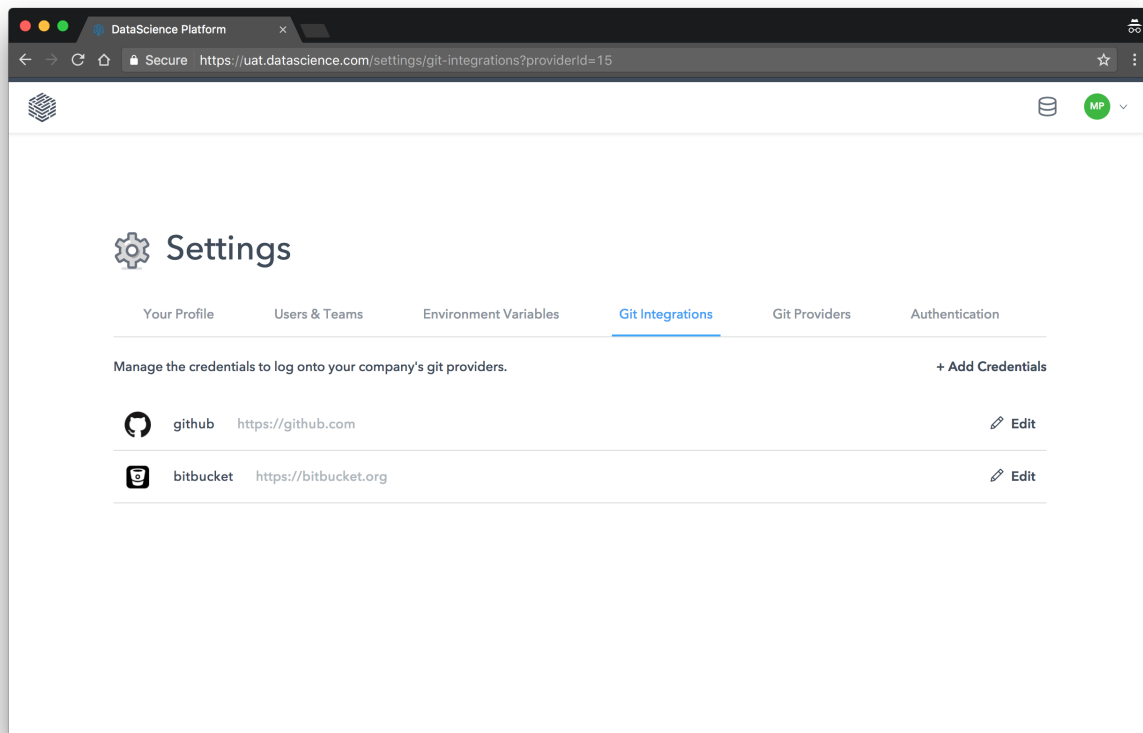 DataScience Platform
Secure https://uat.datascience.com/settings/git-integrations?providerId=15
MP
Settings
Your Profile Users & Teams Environment Variables Git Integrations Git Providers Authentication
Manage the credentials to log onto your company's git providers. + Add Credentials
github https://github.com Edit
bitbucket https://bitbucket.org Edit